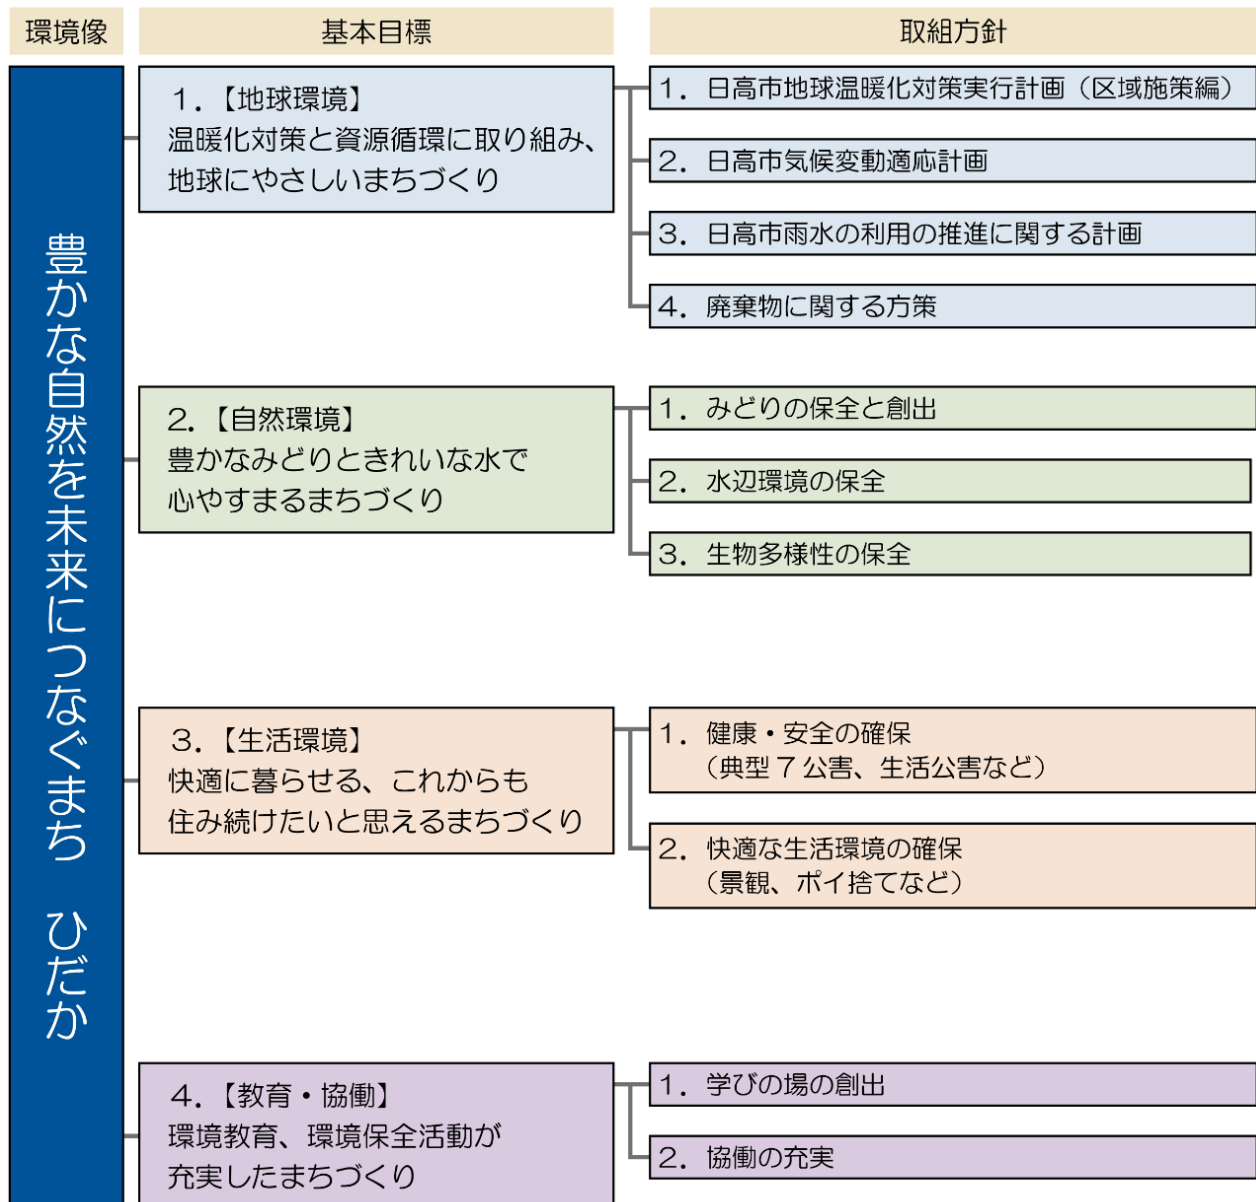 環境像
基本目標
取組方針
豊かな自然を未来につなぐまち　ひだか
1．【地球環境】
温暖化対策と資源循環に取り組み、
地球にやさしいまちづくり
1．日高市地球温暖化対策実行計画（区域施策編）
2．日高市気候変動適応計画
3．日高市雨水の利用の推進に関する計画
4．廃棄物に関する方策
2．【自然環境】
豊かなみどりときれいな水で
心やすまるまちづくり
1．みどりの保全と創出
2．水辺環境の保全
3．生物多様性の保全
3．【生活環境】
快適に暮らせる、これからも
住み続けたいと思えるまちづくり
1．健康・安全の確保
（典型７公害、生活公害など）
2．快適な生活環境の確保
（景観、ポイ捨てなど）
4．【教育・協働】
環境教育、環境保全活動が
充実したまちづくり
1．学びの場の創出
2．協働の充実